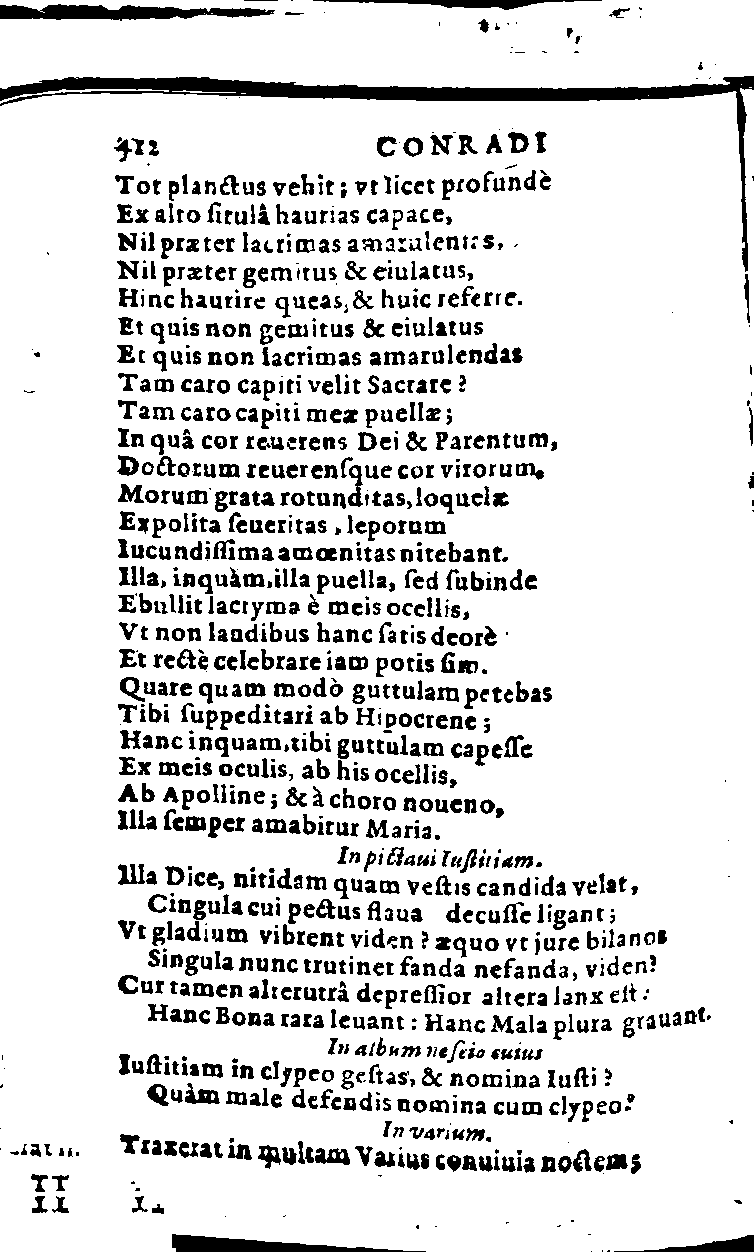 412 CONRADI
Tot planctus vehit; vt licet profundè
Ex alto ſitulâ haurias capace,
Nil præter lacrimas amarulentas,
Nil præter gemitus & eiulatus,
Hinc haurire queas, & huic referre.
Et quis non gemitus & eiulatus
Et quis non lacrimas amarulendas
Tam caro capiti velit Sacrare?
Tam caro capiti meæ puellæ;
In quâ cor reuerens Dei & Parentum,
Doctorum reuerenſque cor virorum.
Morum grata rotunditas, loquelæ
Expolita ſeueritas, leporum
Iucundiſſima amœnitas nitebant.
Illa, inquàm, illa puella, ſed ſubinde
Ebullit lacryma è meis ocellis,
Vt non laudibus hanc ſatis deorè
Et rectè celebrare iam potis ſim.
Quare quam modò guttulam petebas
Tibi ſuppeditari ab Hipocrene;
Hanc inquam, tibi guttulam capeſſe
Ex meis oculis, ab his ocellis,
Ab Apolline; & à choro noueno,
Illa ſemper amabitur Maria.
In pictaui Iuſtitiam.
Illa Dice, nitidam quam veſtis candida velat,
Cingula cui pectus flaua decuſſe ligant;
Vt gladium vibrent viden? æquo vt jure bilanos
Singula nunc trutinet fanda nefanda, viden?
Cur tamen alterutrâ depreſſior altera lanx eſt:
Hanc Bona rara leuant: Hanc Mala plura grauant.
In album neſcio cuius
Iuſtitiam in clypeo geſtas, & nomina Iuſti?
Quàm male defendis nomina cum clypeo?
In varium.
Traxerat in multam Varius conuiuia noctem;